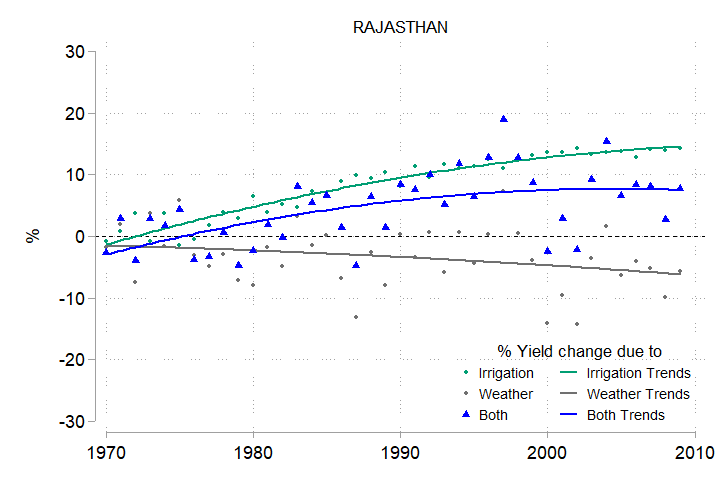 RAJASTHAN
30
20
10
0
-10
-20
-30
%
1970 1980 1990 2000 2010
% Yield change due to
Irrigation Irrigation Trends
Weather Weather Trends
Both Both Trends